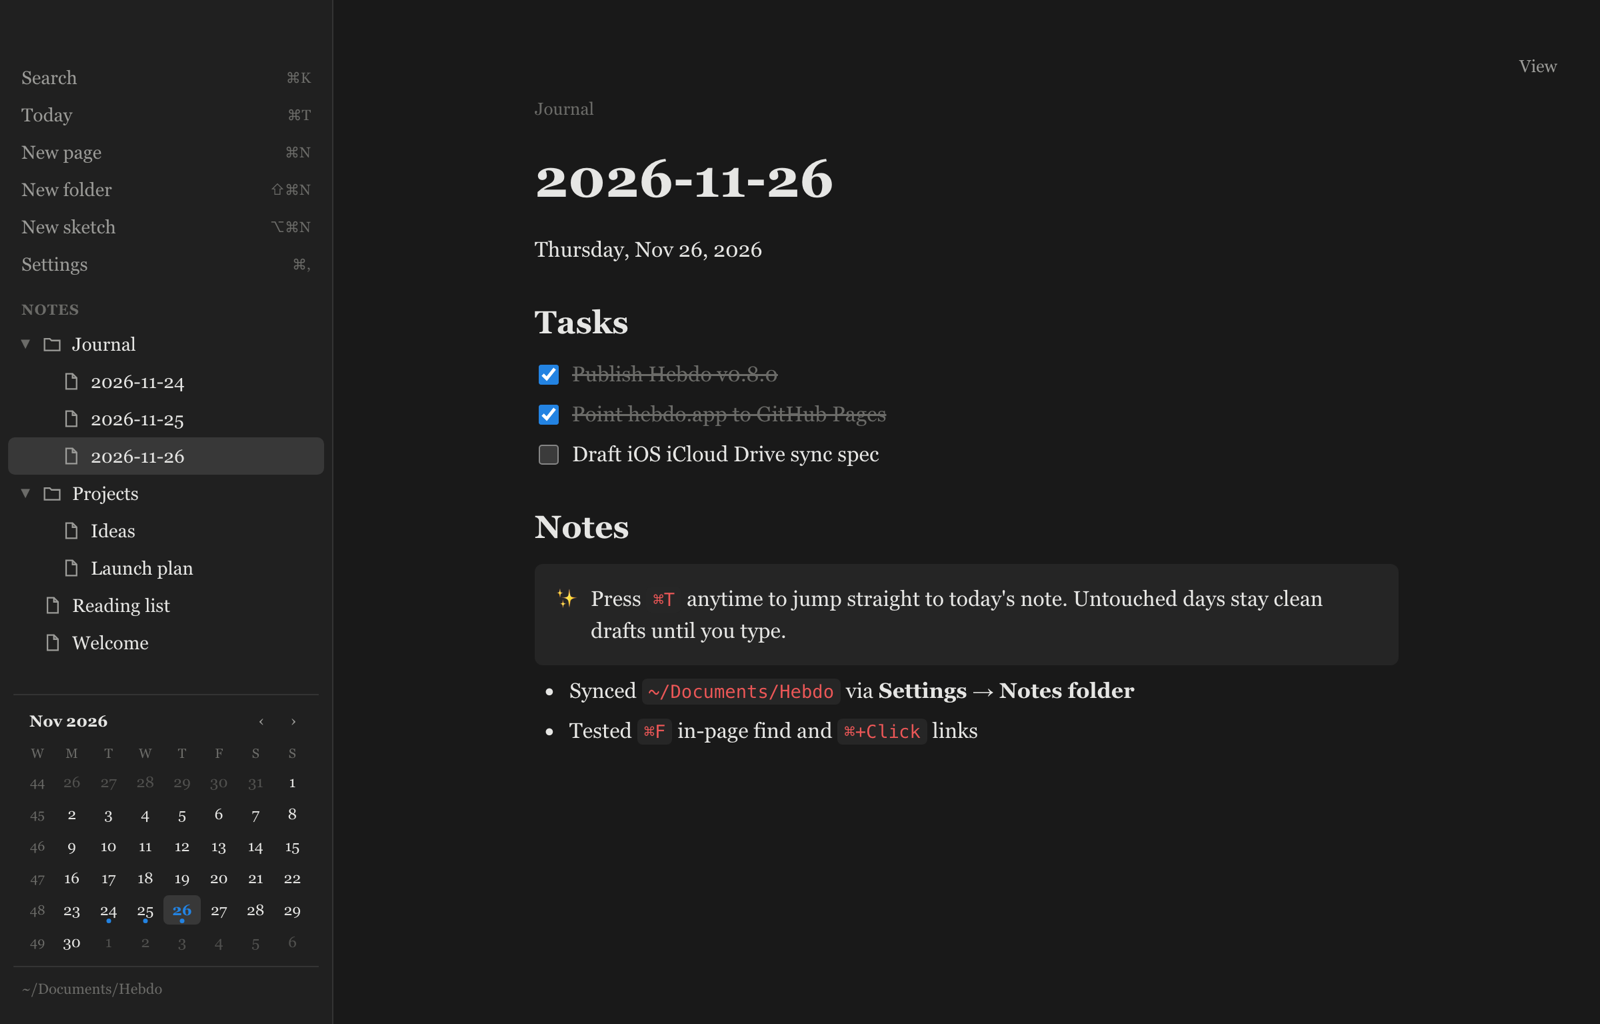 Search ⌘K
Today ⌘T
New page ⌘N
New folder ⇧⌘N
New sketch ⌥⌘N
Settings ⌘,
NOTES
Journal
2026-11-24
2026-11-25
2026-11-26
Projects
Ideas
Launch plan
Reading list
Welcome
Nov 2026 ‹ ›
W M T W T F S S
44 26 27 28 29 30 31 1
45 2 3 4 5 6 7 8
46 9 10 11 12 13 14 15
47 16 17 18 19 20 21 22
48 23 24 25 26 27 28 29
49 30 1 2 3 4 5 6
~/Documents/Hebdo
View
Journal
2026-11-26
Thursday, Nov 26, 2026
Tasks
Publish Hebdo v0.8.0
Point hebdo.app to GitHub Pages
Draft iOS iCloud Drive sync spec
Notes
✨ Press ⌘T anytime to jump straight to today's note. Untouched days stay clean
drafts until you type.
• Synced ~/Documents/Hebdo via Settings → Notes folder
• Tested ⌘F in-page find and ⌘+Click links